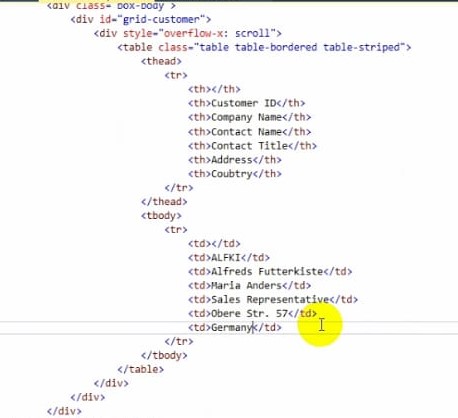 <div class="box-body">
<div id="grid-customer">
<div style="overflow-x: scroll">
<table class="table table-bordered table-striped">
<thead>
<tr>
<th></th>
<th>Customer ID</th>
<th>Company Name</th>
<th>Contact Name</th>
<th>Contact Title</th>
<th>Address</th>
<th>Coubtry</th>
</tr>
</thead>
<tbody>
<tr>
<td></td>
<td>ALFKI</td>
<td>Alfreds Futterkiste</td>
<td>Maria Anders</td>
<td>Sales Representative</td>
<td>Obere Str. 57</td>
<td>Germany</td>
</tr>
</tbody>
</table>
</div>
</div>
</div>